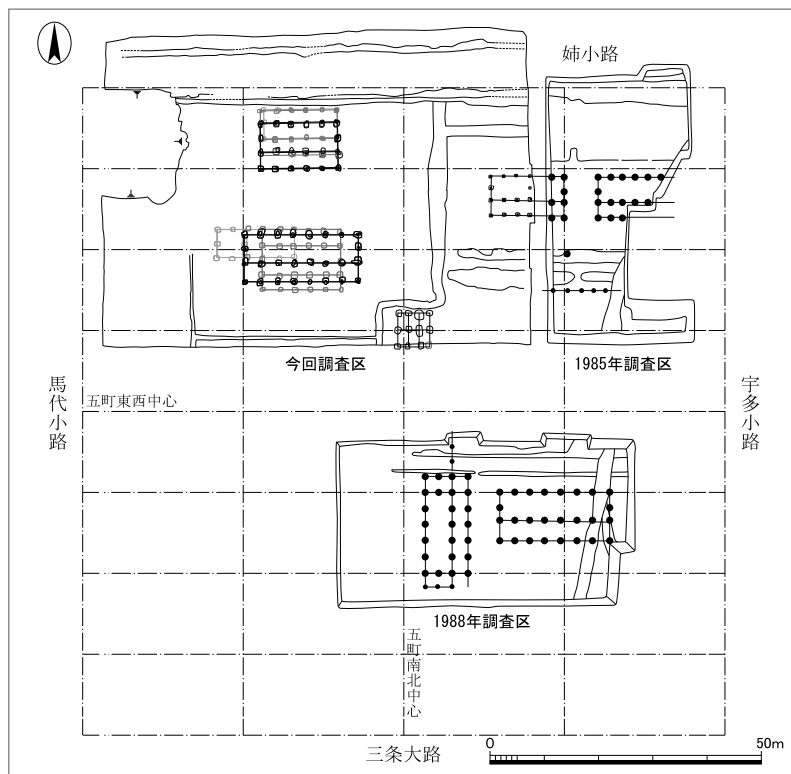 姉小路
今回調査区
1985年調査区
馬代小路
五町東西中心
宇多小路
1988年調査区
五町南北中心
三条大路
0
50m